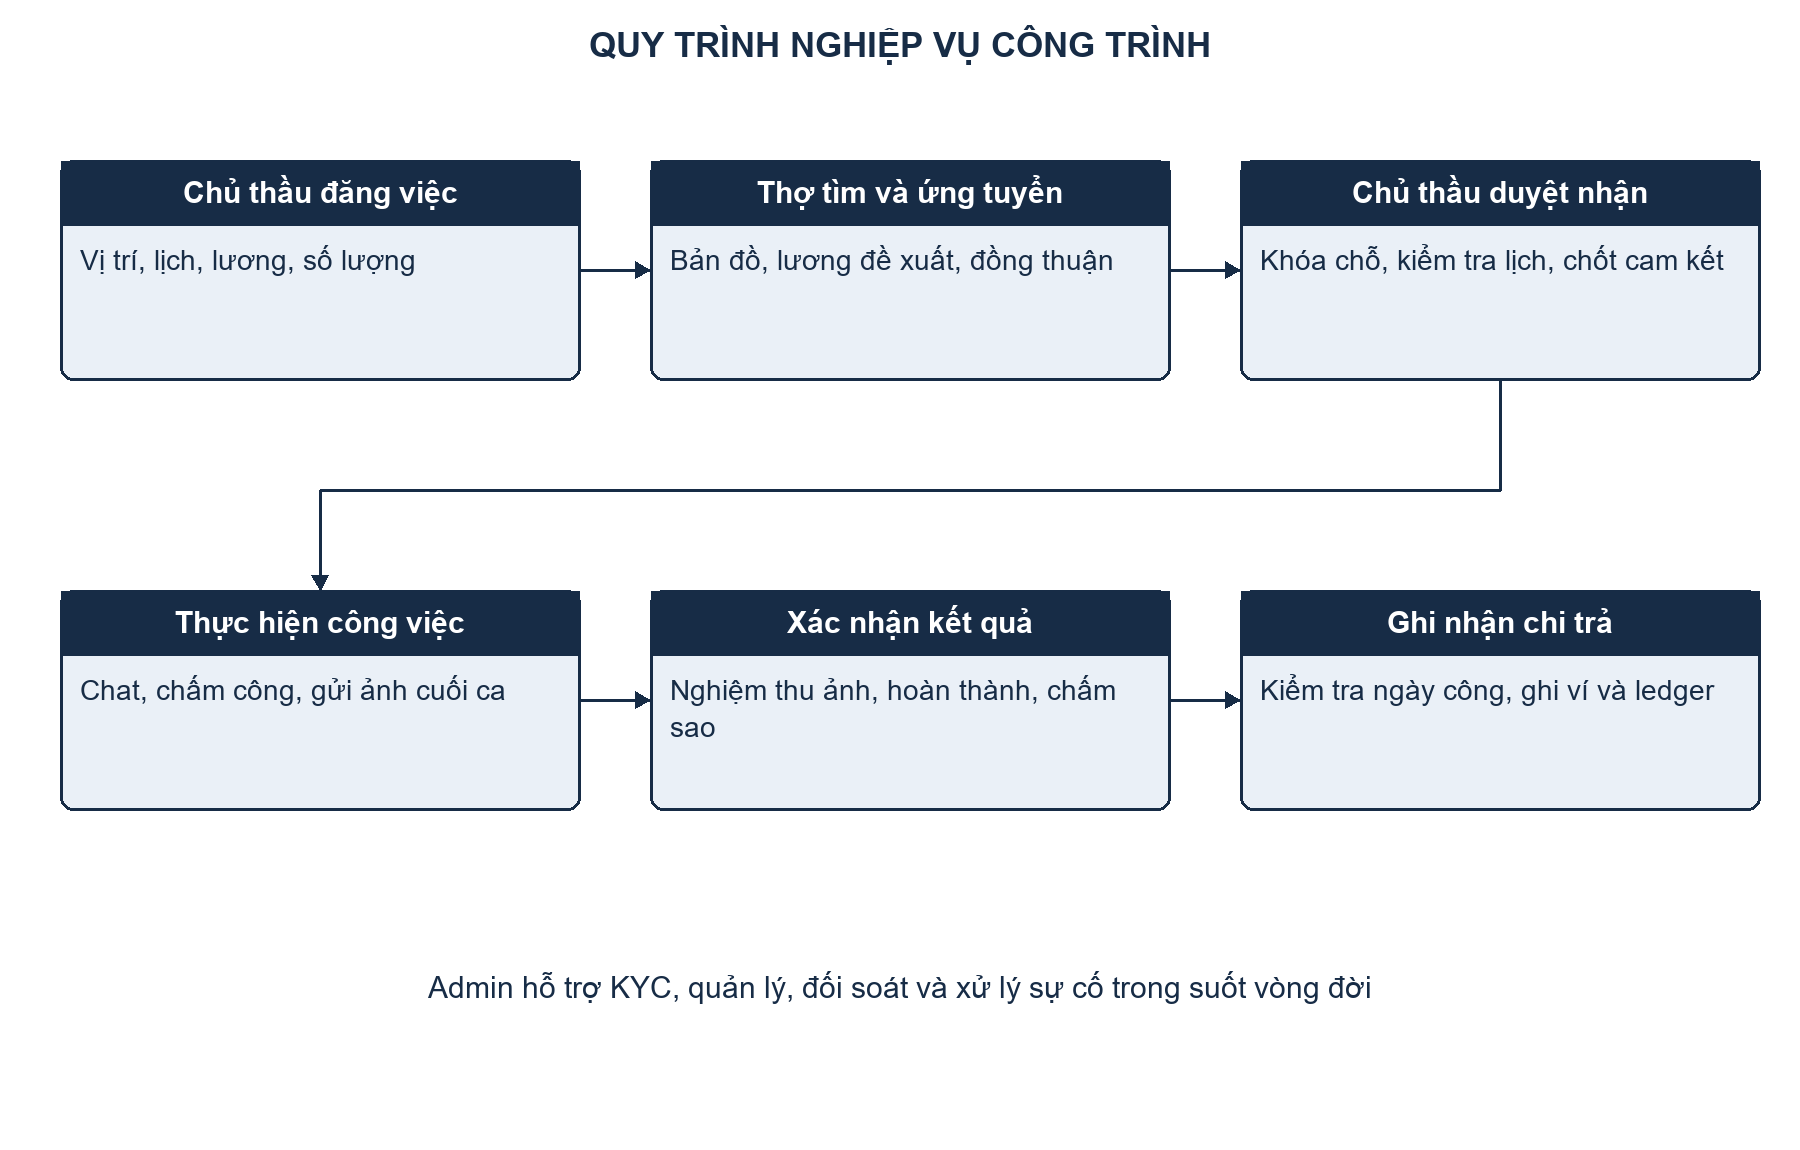 QUY TRÌNH NGHIỆP VỤ CÔNG TRÌNH
Chủ thầu đăng việc
Vị trí, lịch, lương, số lượng
Thợ tìm và ứng tuyển
Bản đồ, lương đề xuất, đồng thuận
Chủ thầu duyệt nhận
Khóa chỗ, kiểm tra lịch, chốt cam kết
Thực hiện công việc
Chat, chấm công, gửi ảnh cuối ca
Xác nhận kết quả
Nghiệm thu ảnh, hoàn thành, chấm
sao
Ghi nhận chi trả
Kiểm tra ngày công, ghi ví và ledger
Admin hỗ trợ KYC, quản lý, đối soát và xử lý sự cố trong suốt vòng đời